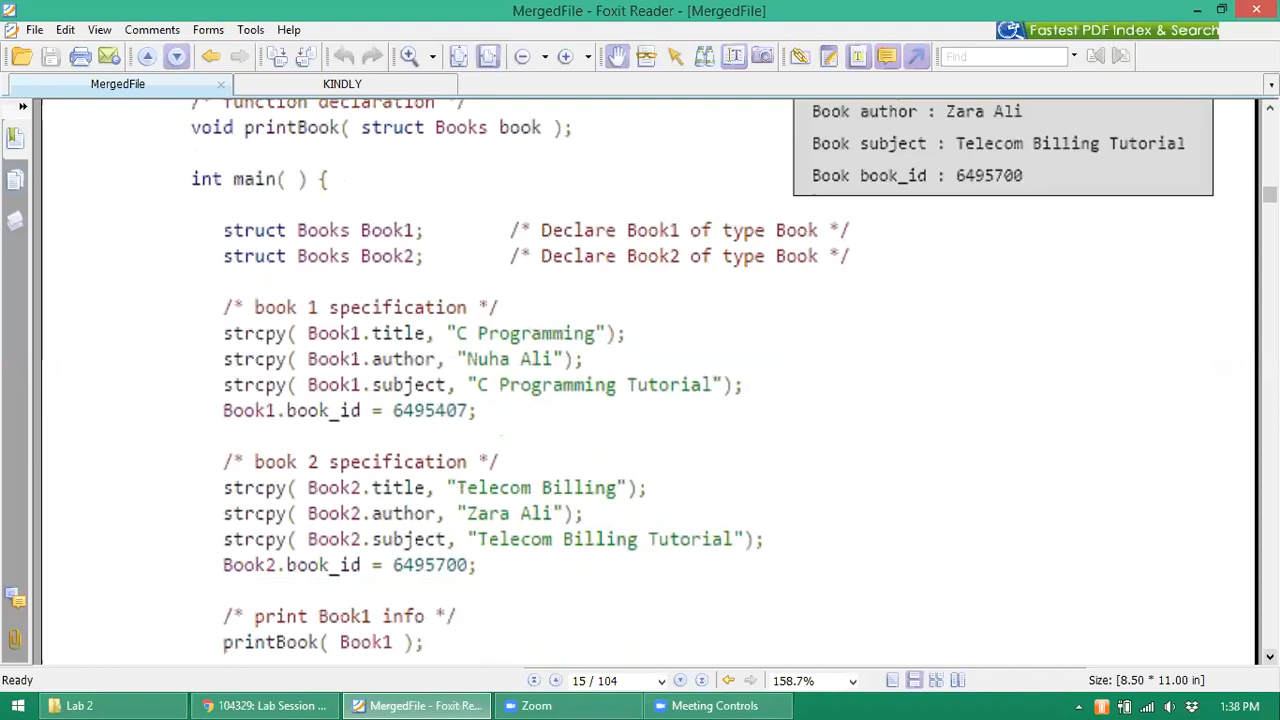 MergedFile - Foxit Reader - [MergedFile]
File Edit View Comments Forms Tools Help
Fastest PDF Index & Search
Find
MergedFile
KINDLY
/* function declaration */
void printBook( struct Books book );
int main( ) {
struct Books Book1; /* Declare Book1 of type Book */
struct Books Book2; /* Declare Book2 of type Book */
/* book 1 specification */
strcpy( Book1.title, "C Programming");
strcpy( Book1.author, "Nuha Ali");
strcpy( Book1.subject, "C Programming Tutorial");
Book1.book_id = 6495407;
/* book 2 specification */
strcpy( Book2.title, "Telecom Billing");
strcpy( Book2.author, "Zara Ali");
strcpy( Book2.subject, "Telecom Billing Tutorial");
Book2.book_id = 6495700;
/* print Book1 info */
printBook( Book1 );
Book author : Zara Ali
Book subject : Telecom Billing Tutorial
Book book_id : 6495700
Ready
15 / 104
158.7%
Size: [8.50 * 11.00 in]
Lab 2
104329: Lab Session ...
MergedFile - Foxit Re...
Zoom
Meeting Controls
1:38 PM